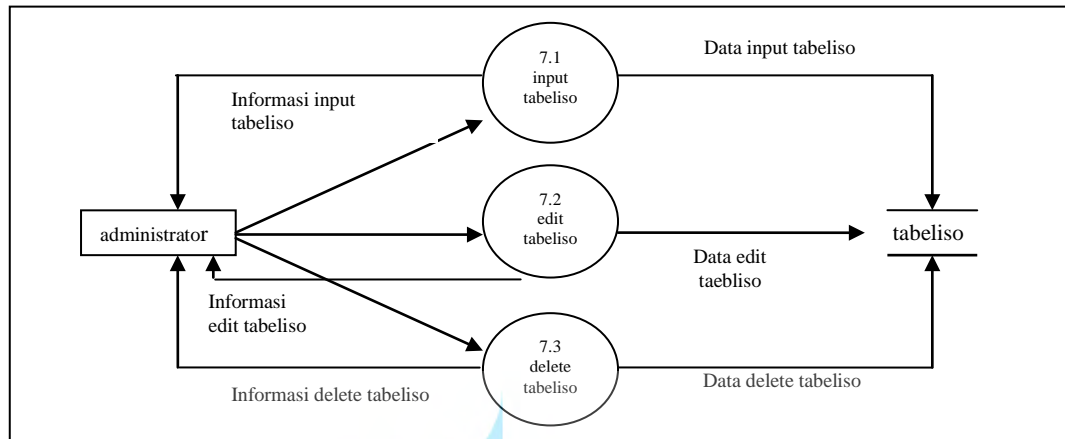 7.1
input
tabeliso
Data input tabeliso
Informasi input
tabeliso
administrator
7.2
edit
tabeliso
tabeliso
Data edit
taebliso
Informasi
edit tabeliso
7.3
delete
tabeliso
Informasi delete tabeliso
Data delete tabeliso